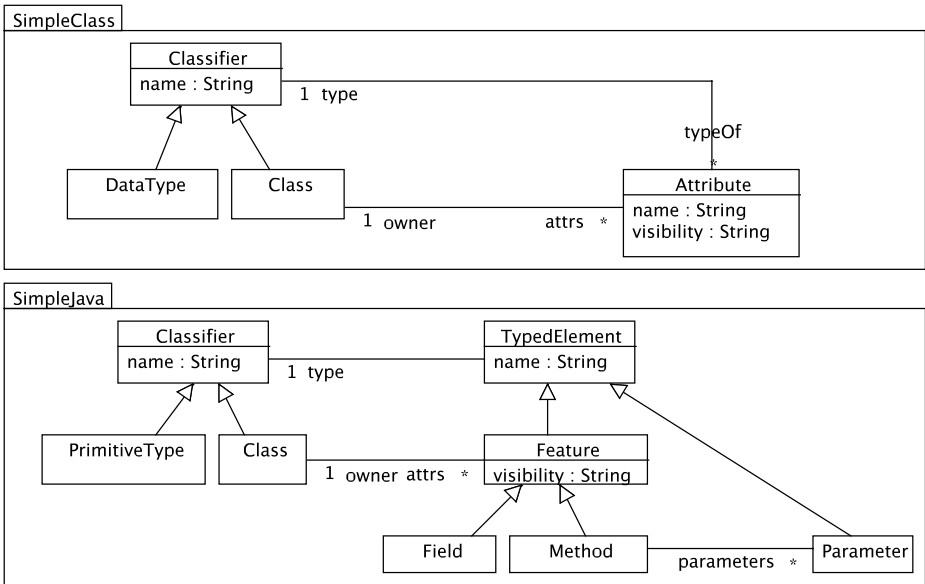 SimpleClass
Classifier
name : String
1 type
typeOf
*
DataType
Class
Attribute
name : String
visibility : String
1 owner
attrs *
SimpleJava
Classifier
name : String
TypedElement
name : String
1 type
PrimitiveType
Class
Feature
visibility : String
1 owner attrs *
Field
Method
Parameter
parameters *